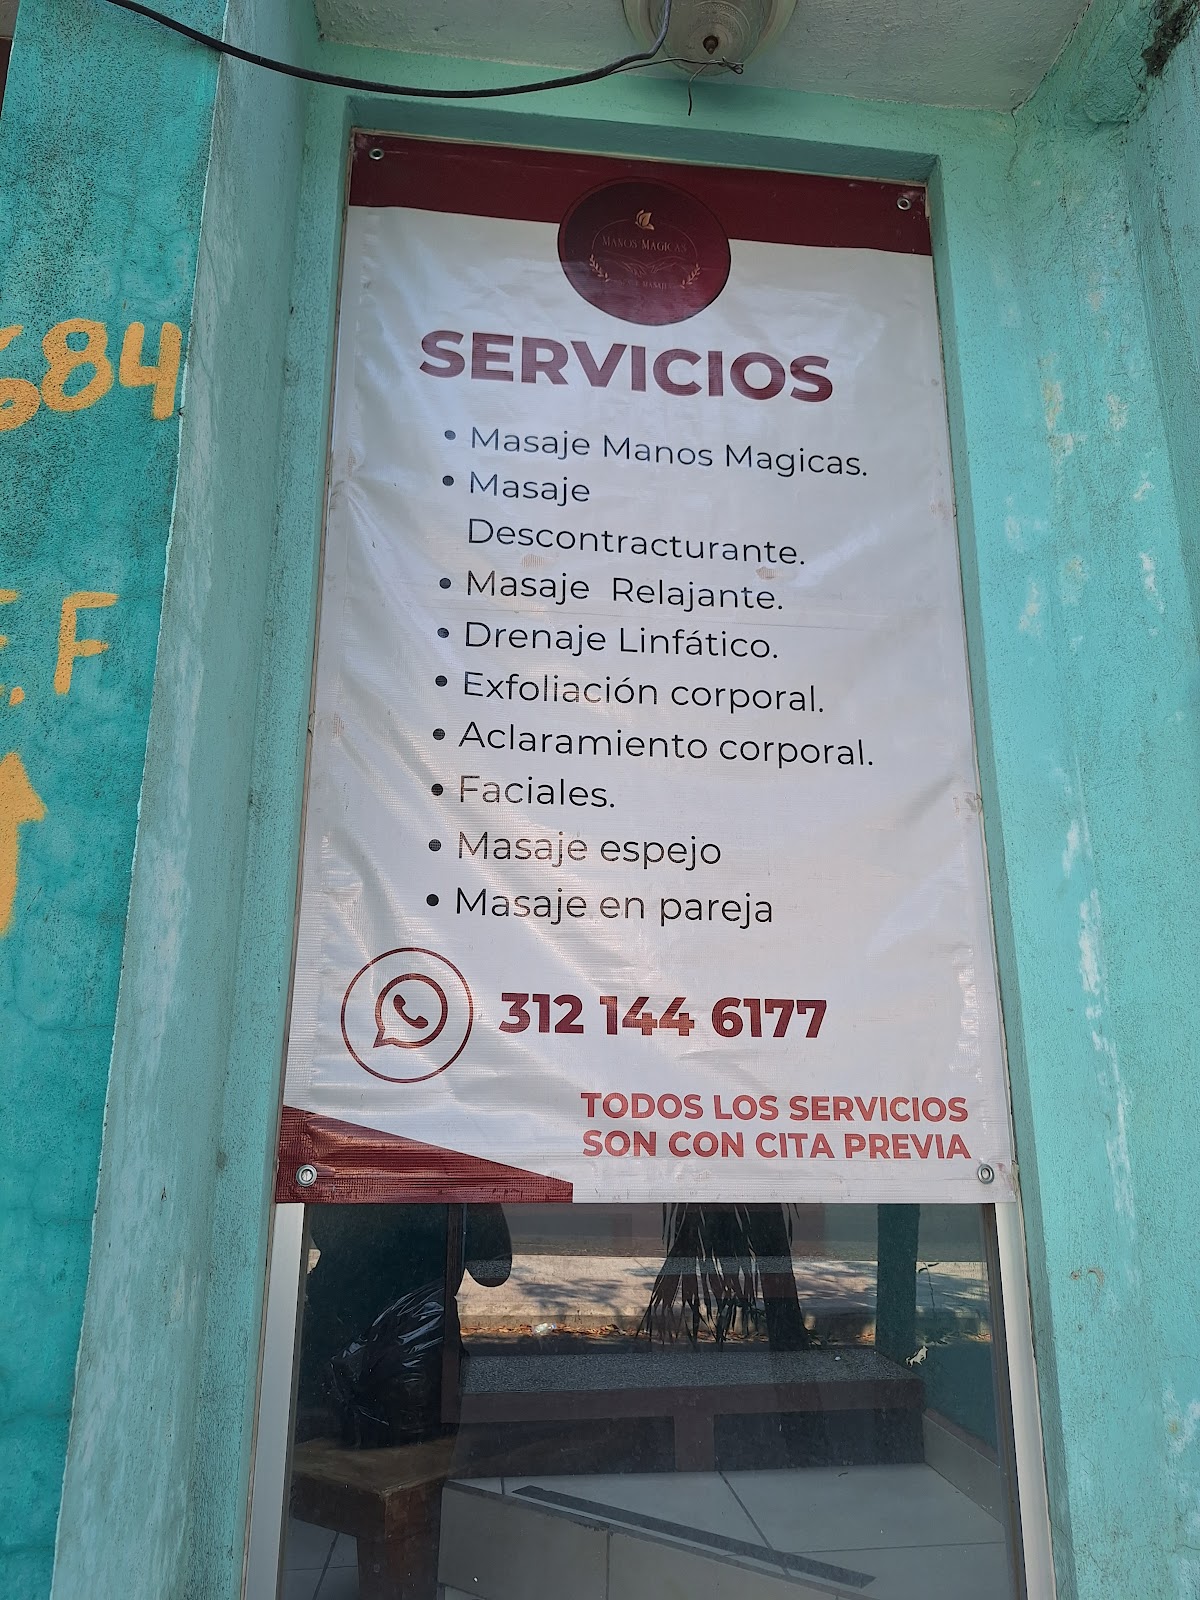 MANOS MAGICAS
SERVICIOS
• Masaje Manos Magicas.
• Masaje
Descontracturante.
• Masaje Relajante.
• Drenaje Linfático.
• Exfoliación corporal.
• Aclaramiento corporal.
• Faciales.
• Masaje espejo
• Masaje en pareja
312 144 6177
TODOS LOS SERVICIOS
SON CON CITA PREVIA
684
F